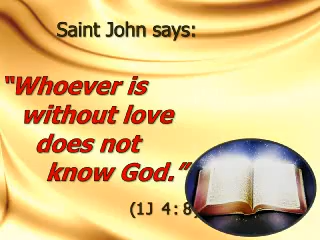 Saint John says:
“Whoever is
without love
does not
know God.”
(1J 4:8